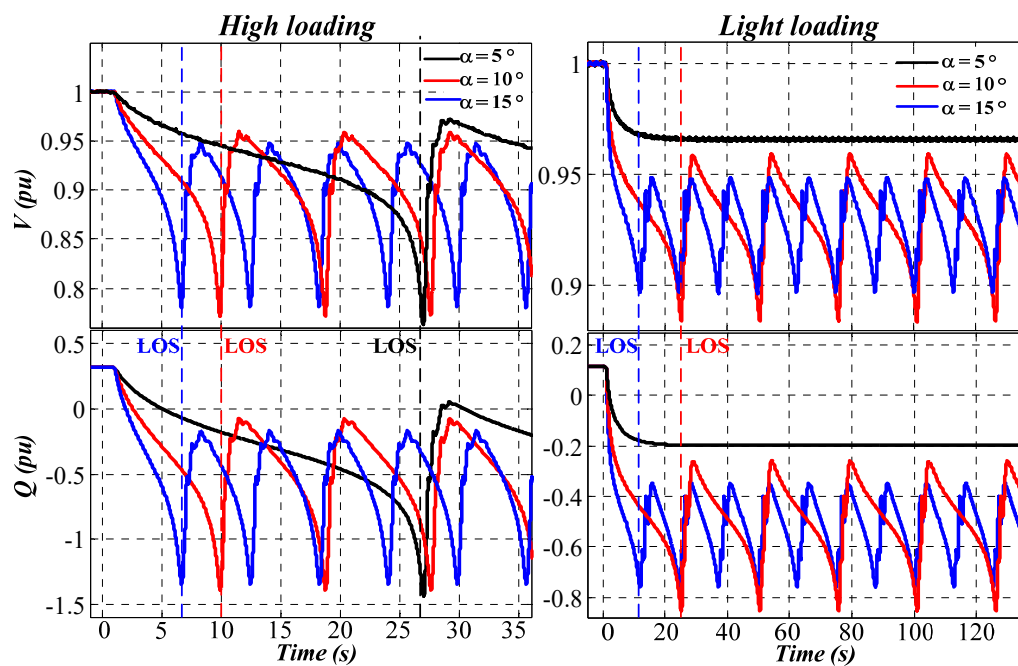 High loading
Light loading
α = 5°
α = 10°
α = 15°
α = 5°
α = 10°
α = 15°
V (pu)
1
0.95
0.9
0.85
0.8
1
0.95
0.9
Q (pu)
0.5
0
-0.5
-1
-1.5
LOS
LOS
LOS
0.2
0
-0.2
-0.4
-0.6
-0.8
LOS
LOS
0 5 10 15 20 25 30 35
0 20 40 60 80 100 120
Time (s)
Time (s)